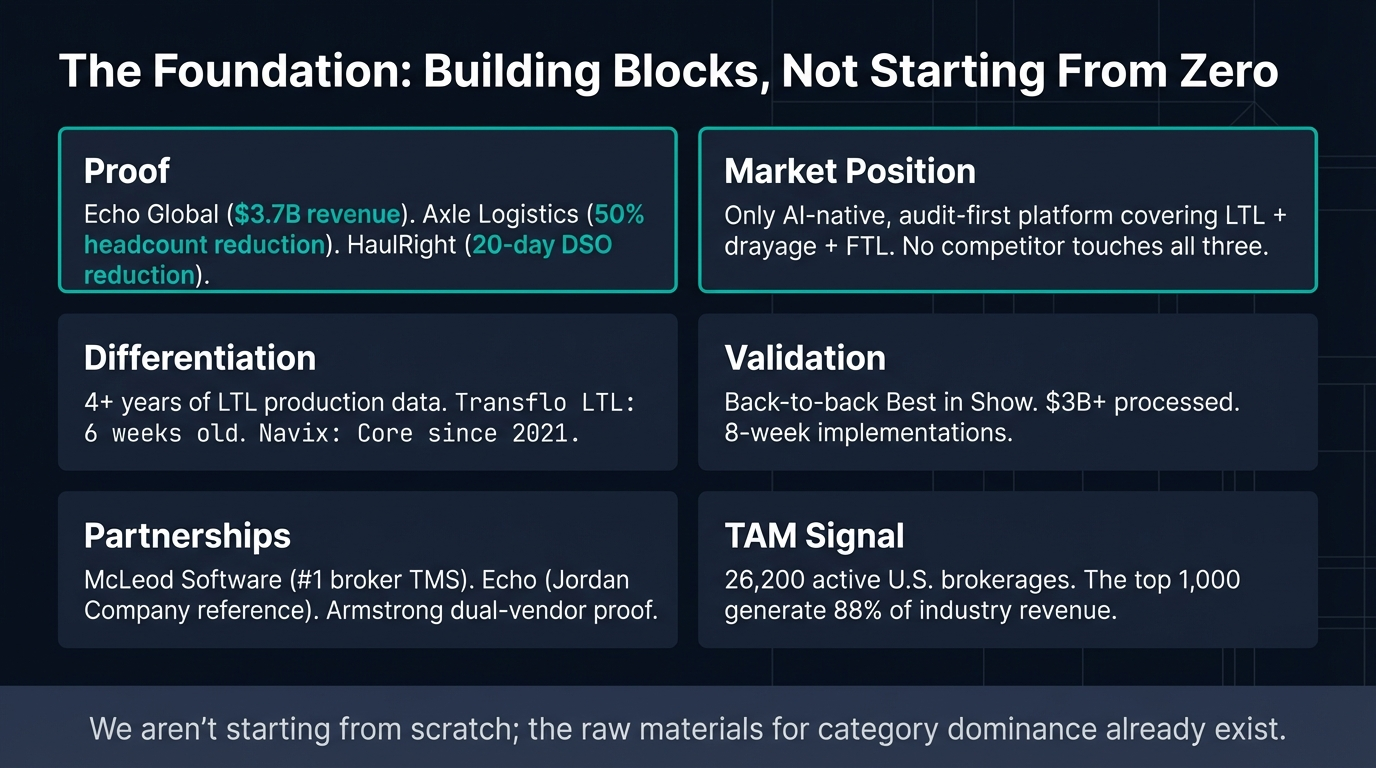 The Foundation: Building Blocks, Not Starting From Zero
Proof
Echo Global ($3.7B revenue). Axle Logistics (50%
headcount reduction). HaulRight (20-day DSO
reduction).
Market Position
Only AI-native, audit-first platform covering LTL +
drayage + FTL. No competitor touches all three.
Differentiation
4+ years of LTL production data. Transflo LTL:
6 weeks old. Navix: Core since 2021.
Validation
Back-to-back Best in Show. $3B+ processed.
8-week implementations.
Partnerships
McLeod Software (#1 broker TMS). Echo (Jordan
Company reference). Armstrong dual-vendor proof.
TAM Signal
26,200 active U.S. brokerages. The top 1,000
generate 88% of industry revenue.
We aren’t starting from scratch; the raw materials for category dominance already exist.